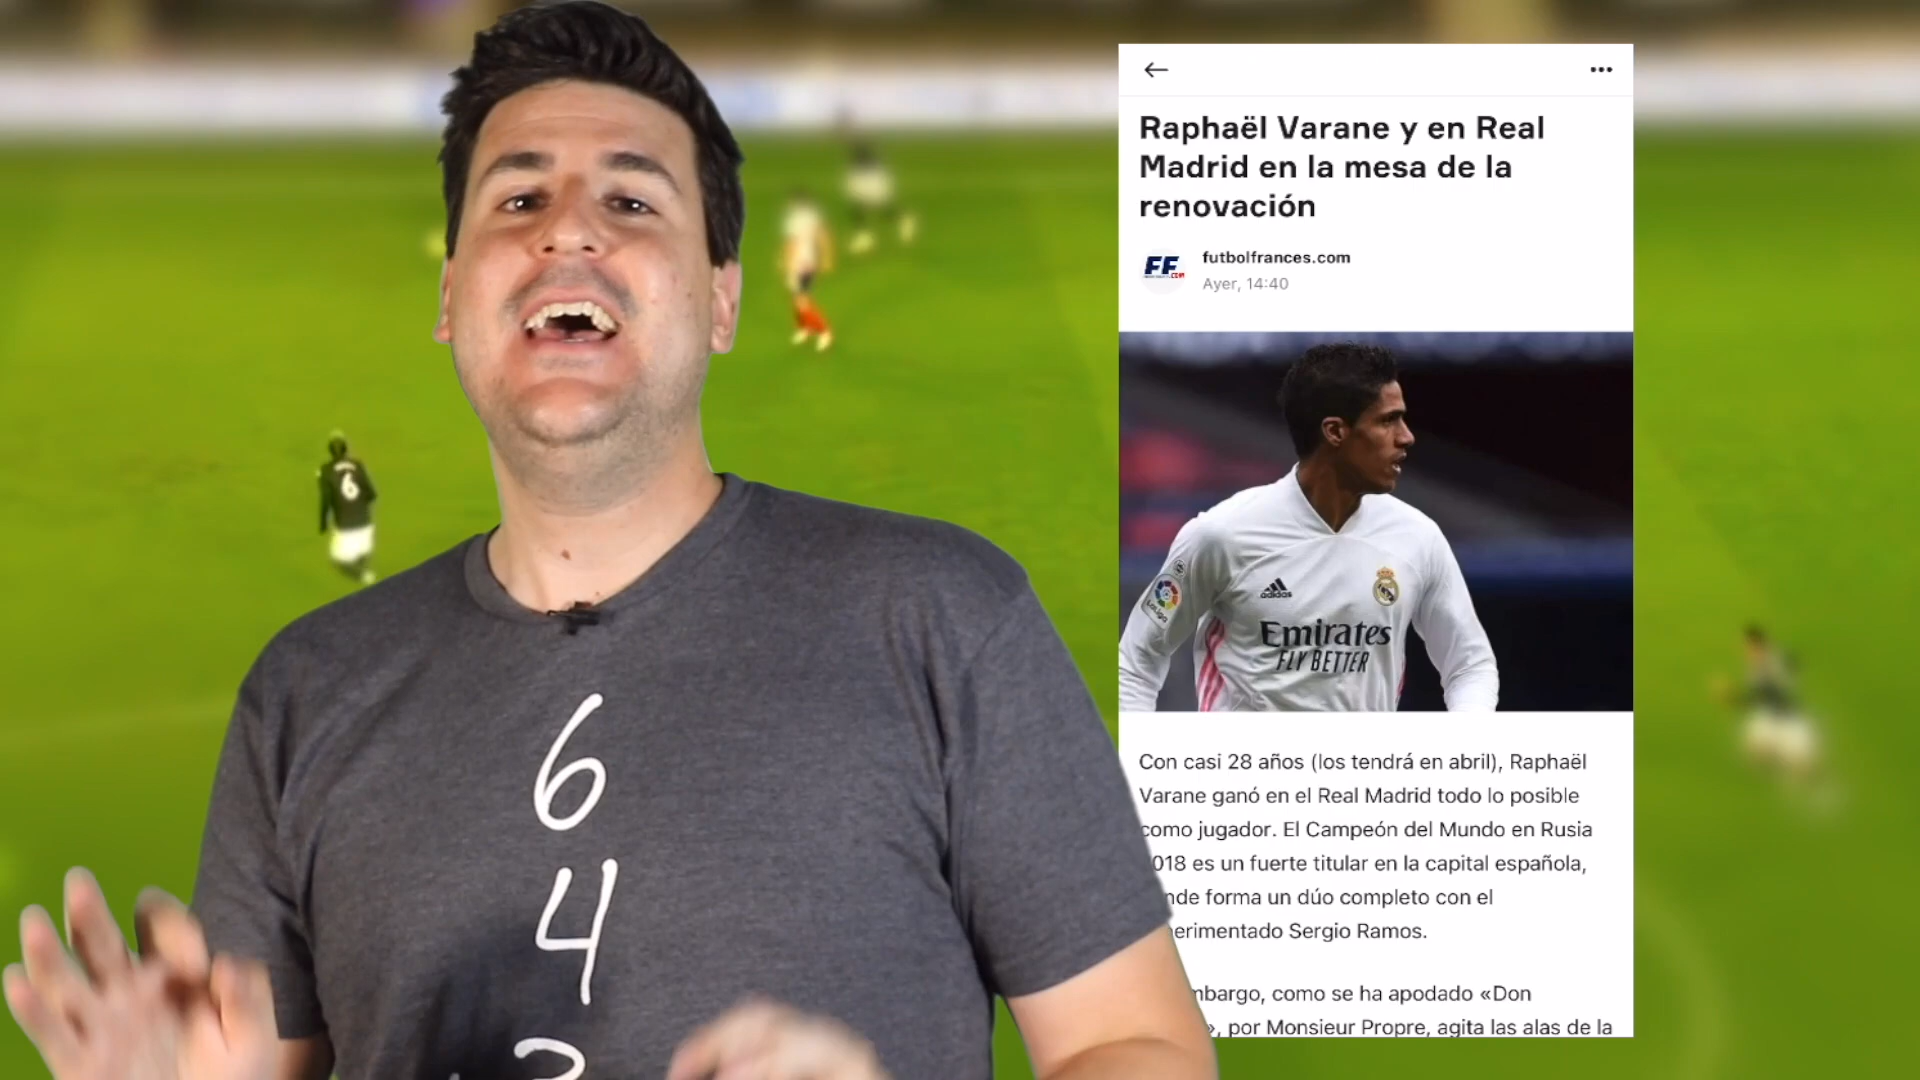 Raphaël Varane y en Real
Madrid en la mesa de la
renovación
FF
.COM
futbolfrances.com
Ayer, 14:40
6
adidas
LaLiga
Emirates
FLY BETTER
Con casi 28 años (los tendrá en abril), Raphaël
Varane ganó en el Real Madrid todo lo posible
como jugador. El Campeón del Mundo en Rusia
018 es un fuerte titular en la capital española,
nde forma un dúo completo con el
erimentado Sergio Ramos.
mbargo, como se ha apodado «Don
», por Monsieur Propre, agita las alas de la
6
4
3